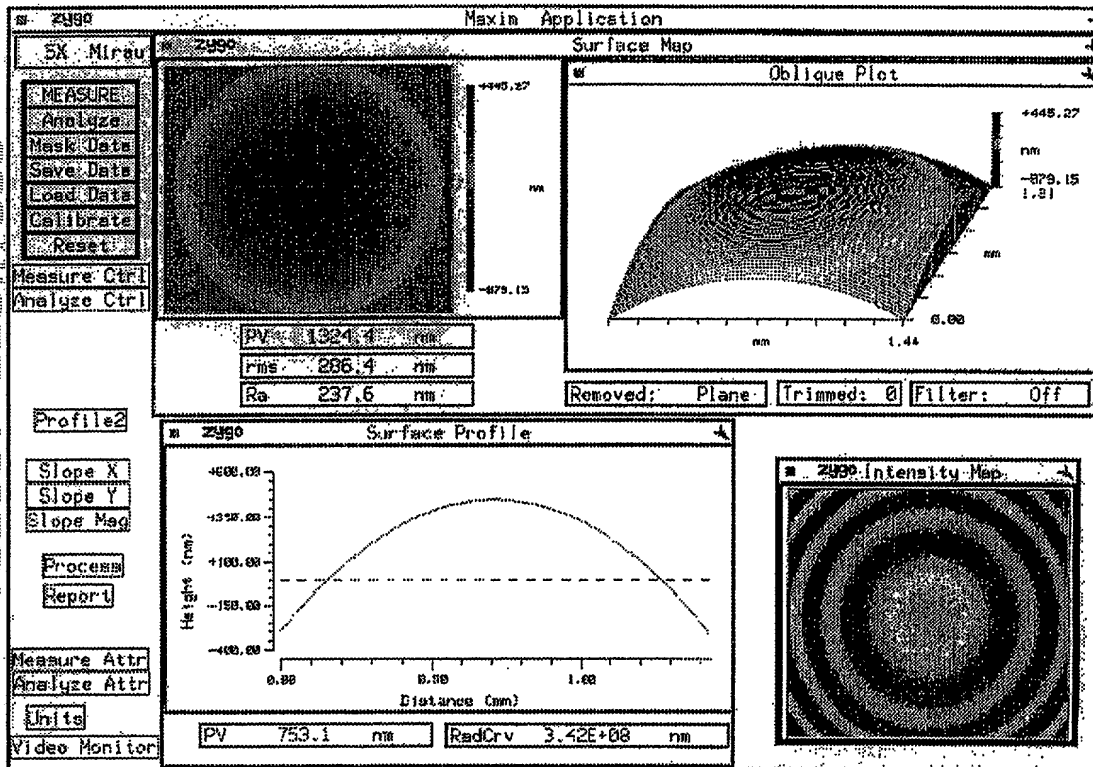 zygo Maxim Application
5X Mirau
MEASURE
Analyze
Mask Data
Save Data
Load Data
Calibrate
Reset
Measure Ctrl
Analyze Ctrl
Profile2
Slope X
Slope Y
Slope Mag
Process
Report
Measure Attr
Analyze Attr
Units
Video Monitor
zygo Surface Map
+445.27
nm
-879.15
PV 1324.4 nm
rms 286.4 nm
Ra 237.6 nm
Oblique Plot
+445.27
nm
-879.15
1.31
mm
0.00
mm
1.44
Removed: Plane
Trimmed: 0
Filter: Off
zygo Surface Profile
+600.00
+350.00
+100.00
-150.00
-400.00
Height (nm)
0.00 0.50 1.00
Distance (mm)
PV 753.1 nm
RadCrv 3.42E+08 nm
zygo Intensity Map